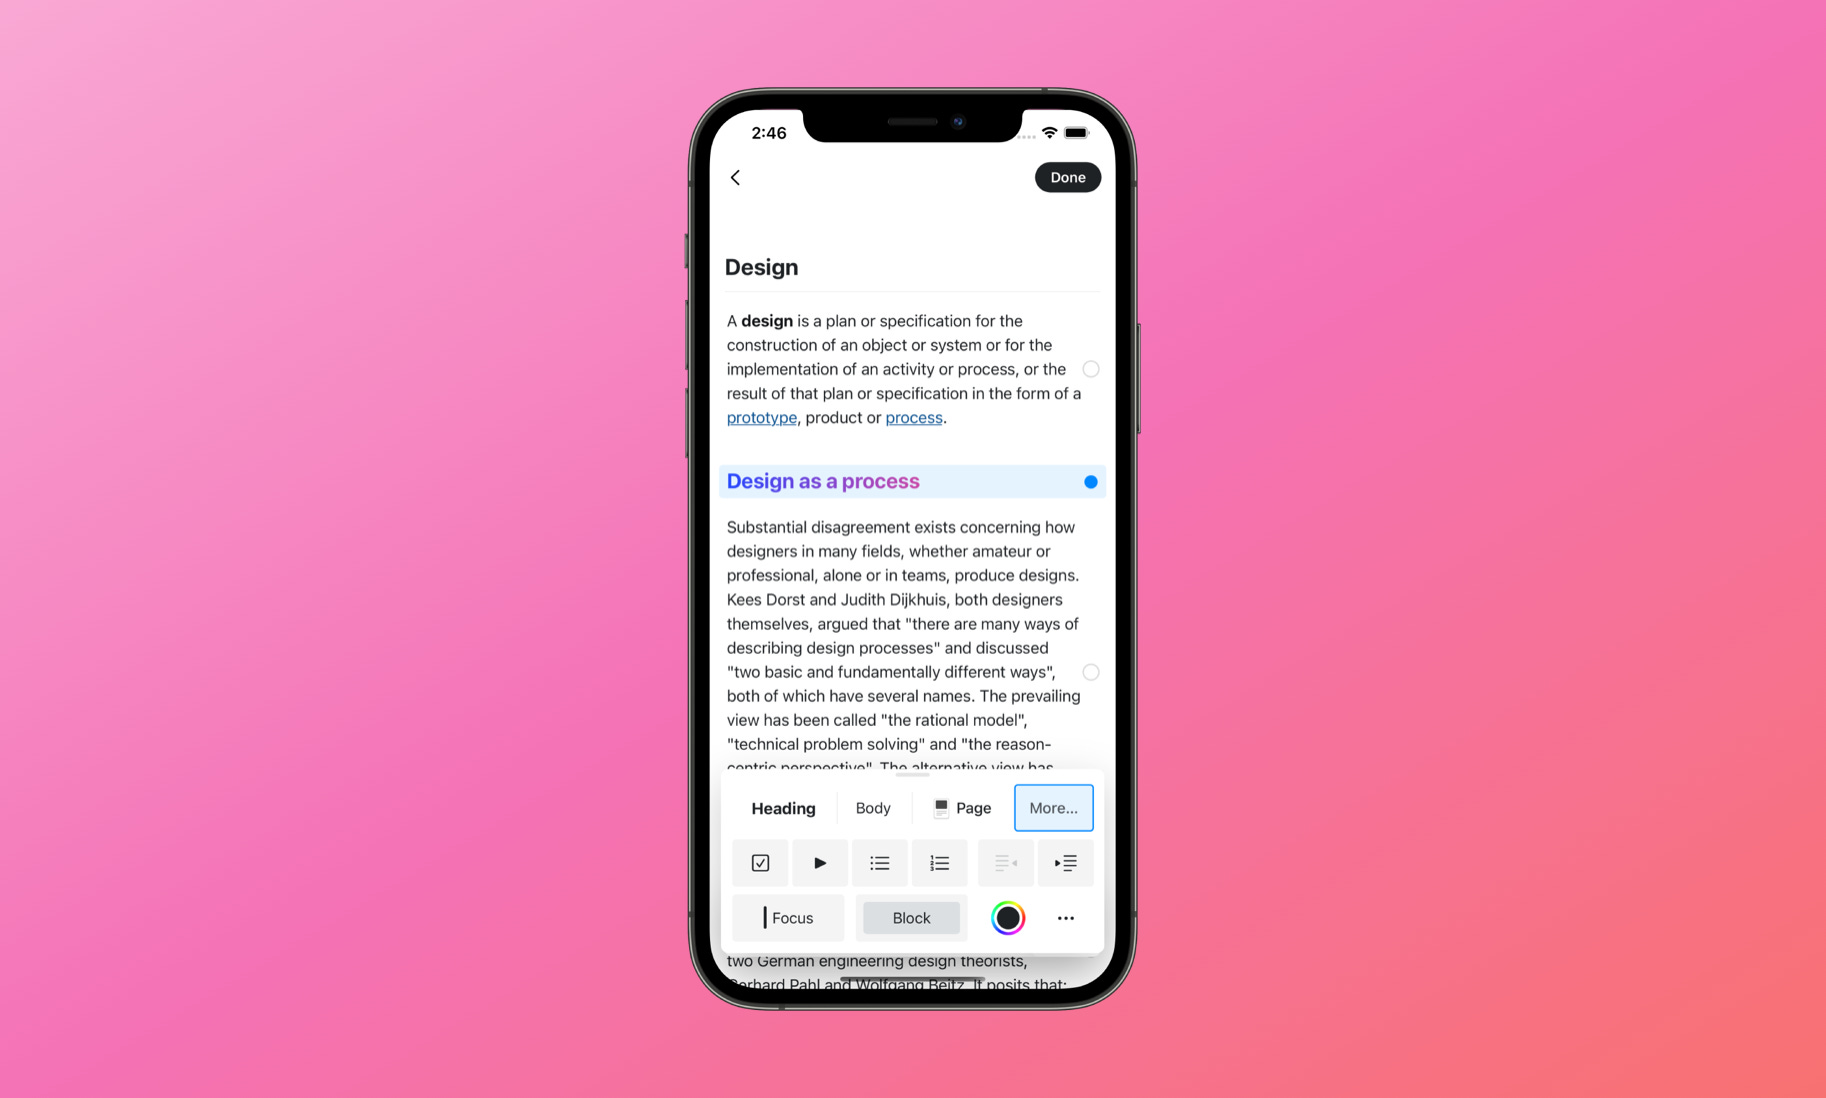 2:46
Done
Design
A design is a plan or specification for the
construction of an object or system or for the
implementation of an activity or process, or the
result of that plan or specification in the form of a
prototype, product or process.
Design as a process
Substantial disagreement exists concerning how
designers in many fields, whether amateur or
professional, alone or in teams, produce designs.
Kees Dorst and Judith Dijkhuis, both designers
themselves, argued that "there are many ways of
describing design processes" and discussed
"two basic and fundamentally different ways",
both of which have several names. The prevailing
view has been called "the rational model",
"technical problem solving" and "the reason-
centric perspective". The alternative view has
Heading
Body
Page
More...
Focus
Block
two German engineering design theorists,
Gerhard Pahl and Wolfgang Beitz. It posits that: